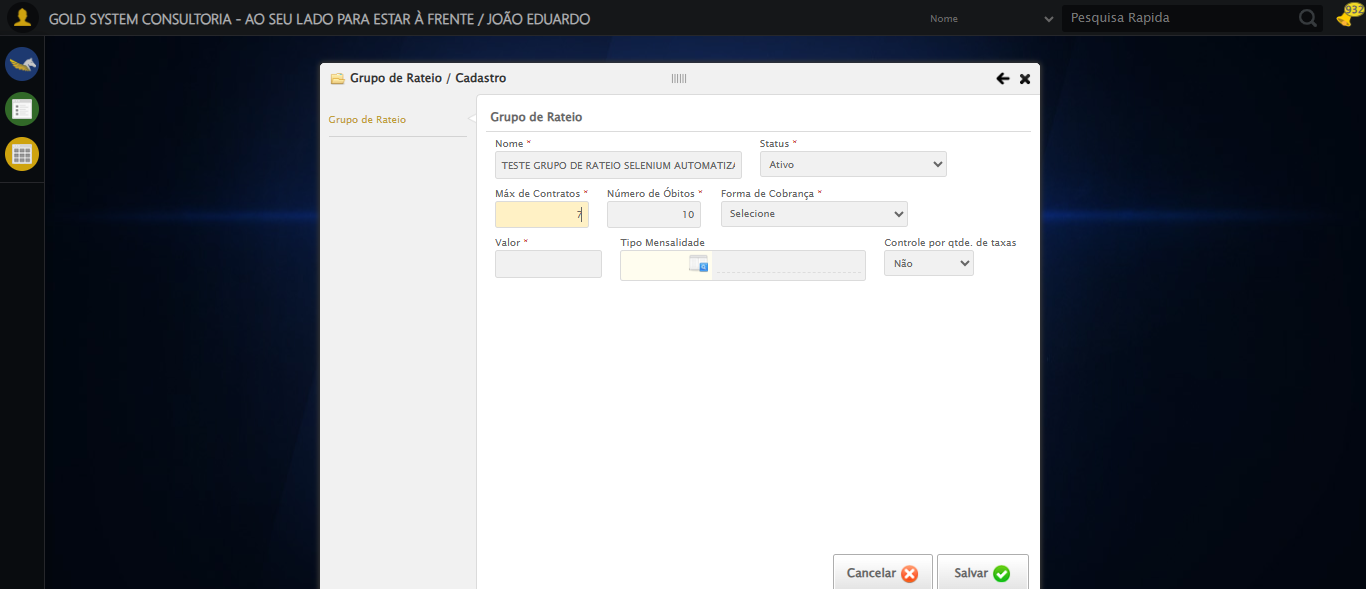 GOLD SYSTEM CONSULTORIA - AO SEU LADO PARA ESTAR À FRENTE / JOÃO EDUARDO
Nome
Pesquisa Rapida
932
Grupo de Rateio / Cadastro
Grupo de Rateio
Grupo de Rateio
Nome *
Status *
TESTE GRUPO DE RATEIO SELENIUM AUTOMATIZA
Ativo
Máx de Contratos *
Número de Óbitos *
Forma de Cobrança *
7
10
Selecione
Valor *
Tipo Mensalidade
Controle por qtde. de taxas
Não
Cancelar
Salvar